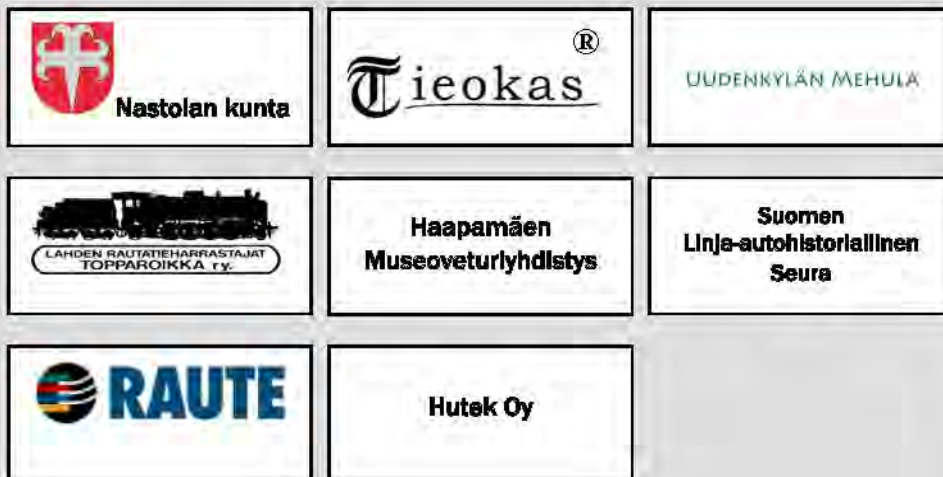 Nastolan kunta
Tieokas ®
UUDENKYLÄN MEHULA
LAHDEN RAUTATIEHARRASTAJAT
TOPPAROIKKA ry.
Haapamäen
Museoveturiyhdistys
Suomen
Linja-autohistoriallinen
Seura
RAUTE
Hutek Oy